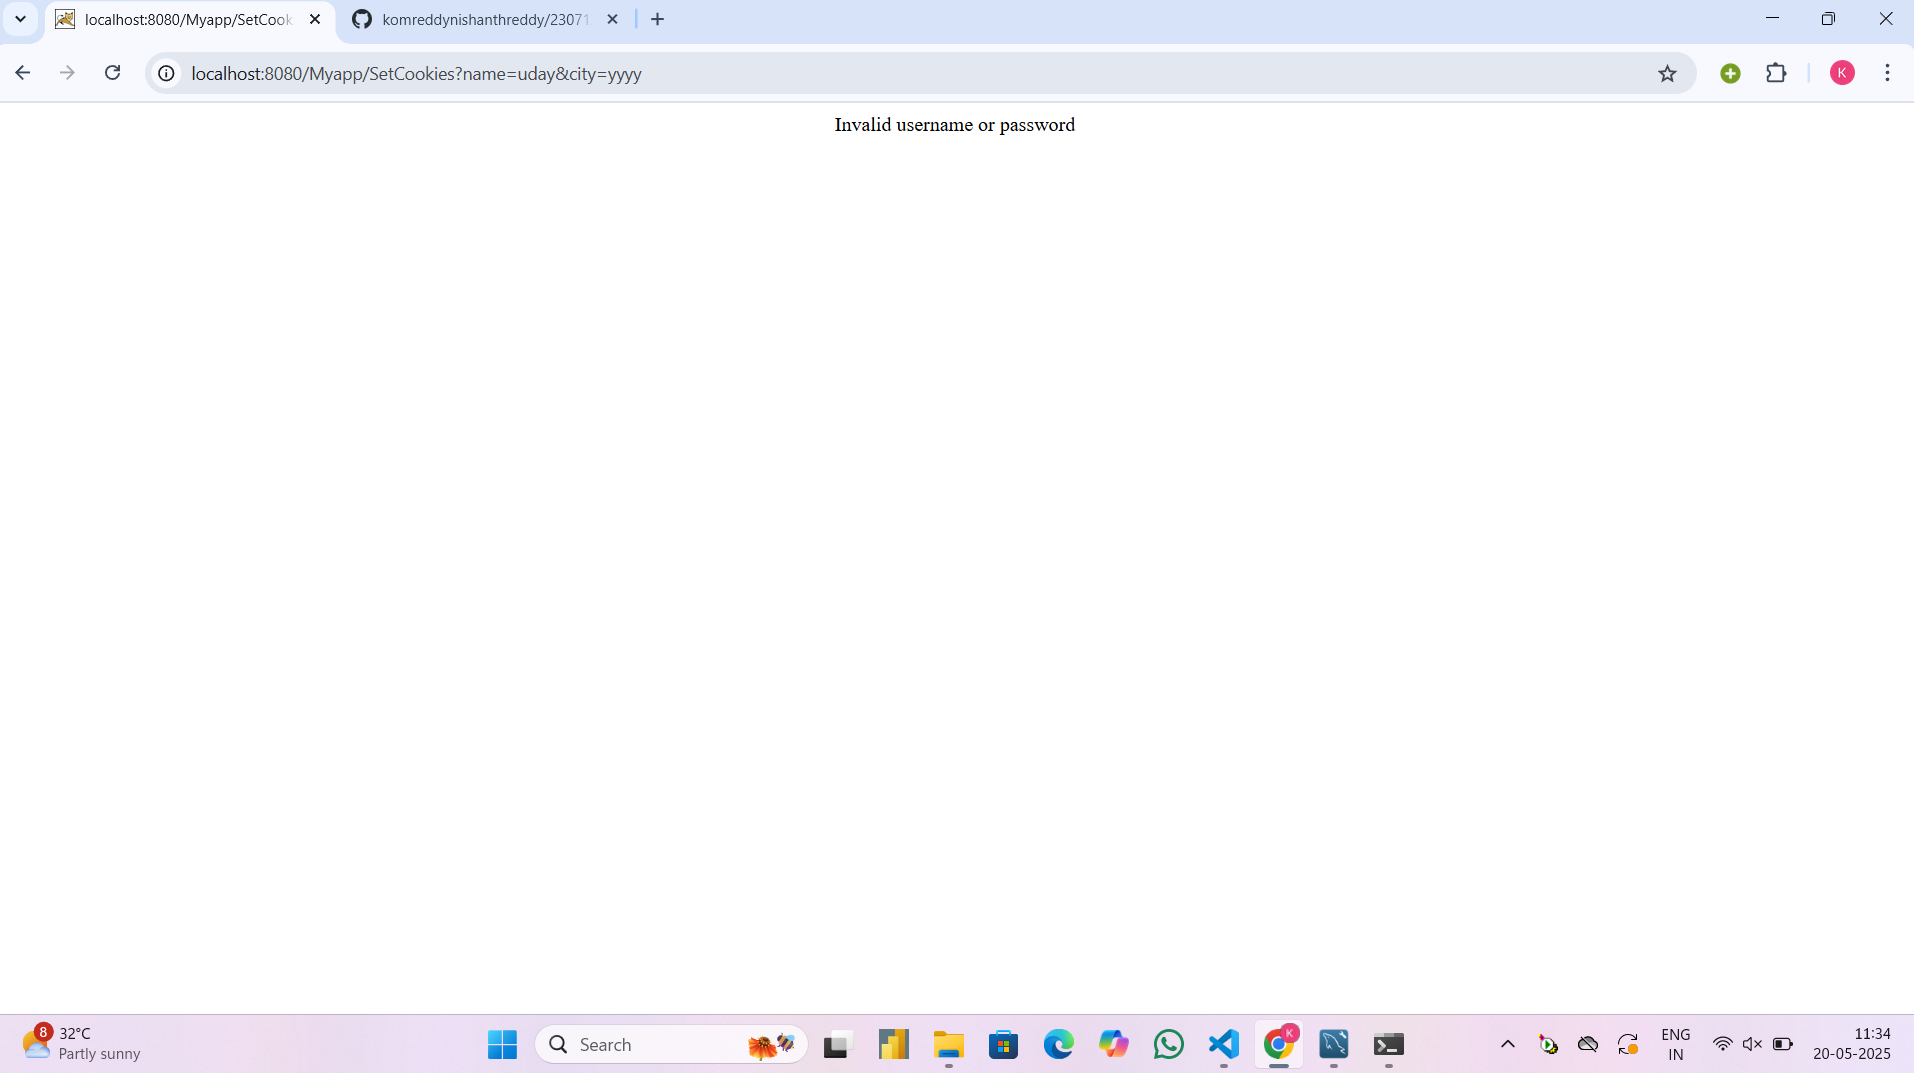 localhost:8080/Myapp/SetCook
komreddynishanthreddy/23071
localhost:8080/Myapp/SetCookies?name=uday&city=yyyy
K
Invalid username or password
8
32°C
Partly sunny
Search
K
ENG
IN
11:34
20-05-2025